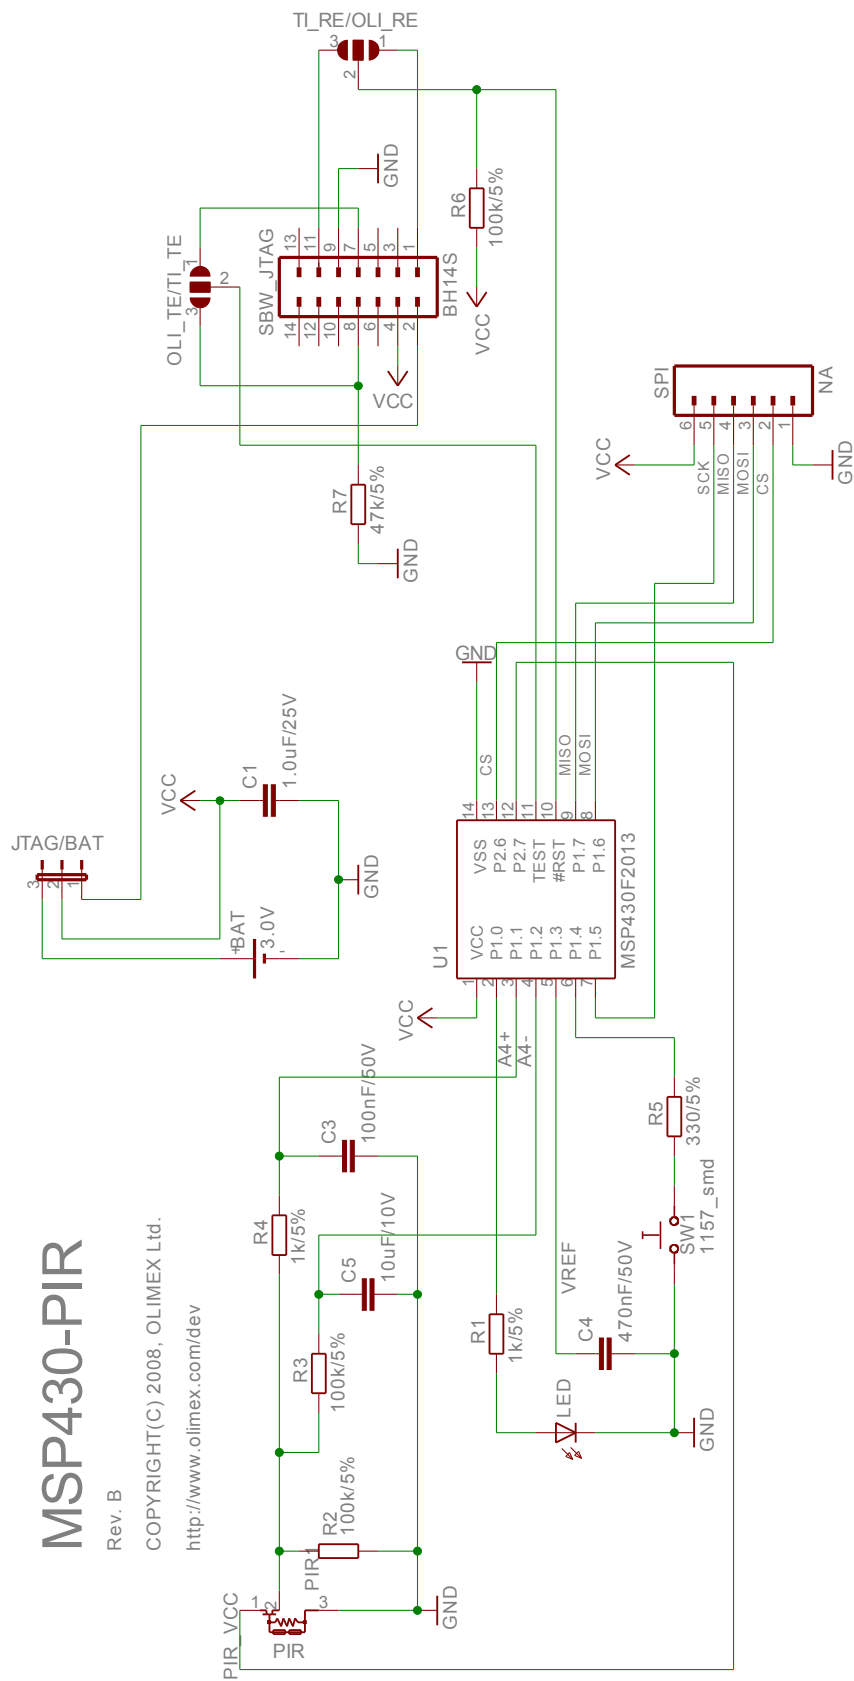 TI_RE/OLI_RE
3
1
2
GND
R6
100k/5%
VCC
OLI_TE/TI_TE
1
2
3
SBW_JTAG
13
11
9
7
5
3
1
14
12
10
8
6
4
2
BH14S
VCC
R7
47k/5%
GND
SPI
6
5
4
3
2
1
NA
VCC
SCK
MISO
MOSI
CS
GND
JTAG/BAT
3
2
1
VCC
C1
1.0uF/25V
GND
+
BAT
3.0V
-
GND
CS
MISO
MOSI
14
13
12
11
10
9
8
VSS
P2.6
P2.7
TEST
#RST
P1.7
P1.6
VCC
P1.0
P1.1
P1.2
P1.3
P1.4
P1.5
1
2
3
4
5
6
7
U1
MSP430F2013
VCC
A4+
A4-
C3
100nF/50V
R4
1k/5%
C5
10uF/10V
R3
100k/5%
R2
100k/5%
R5
330/5%
SW1
1157_smd
VREF
C4
470nF/50V
R1
1k/5%
LED
GND
PIR_VCC
PIR_1
1
2
3
PIR
GND
MSP430-PIR
Rev. B
COPYRIGHT(C) 2008, OLIMEX Ltd.
http://www.olimex.com/dev